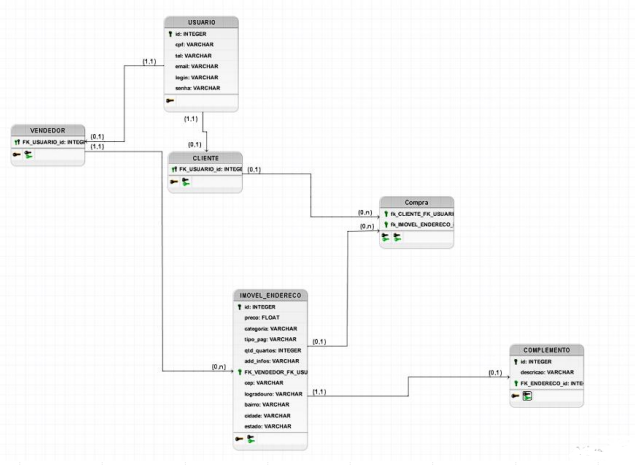 USUARIO
id: INTEGER
cpf: VARCHAR
tel: VARCHAR
email: VARCHAR
login: VARCHAR
senha: VARCHAR
(1,1)
(1,1)
VENDEDOR
(0,1)
FK_USUARIO_id: INTEG
(1,1)
(0,1)
CLIENTE
FK_USUARIO_id: INTEGE
(0,1)
Compra
(0,n)
fk_CLIENTE_FK_USUARI
(0,n)
fk_IMOVEL_ENDERECO_
IMOVEL_ENDERECO
id: INTEGER
preco: FLOAT
categoria: VARCHAR
tipo_pag: VARCHAR
(0,1)
qtd_quartos: INTEGER
add_infos: VARCHAR
(0,n)
FK_VENDEDOR_FK_USU
cep: VARCHAR
(1,1)
logradouro: VARCHAR
bairro: VARCHAR
cidade: VARCHAR
estado: VARCHAR
COMPLEMENTO
id: INTEGER
(0,1)
descricao: VARCHAR
FK_ENDERECO_id: INTE